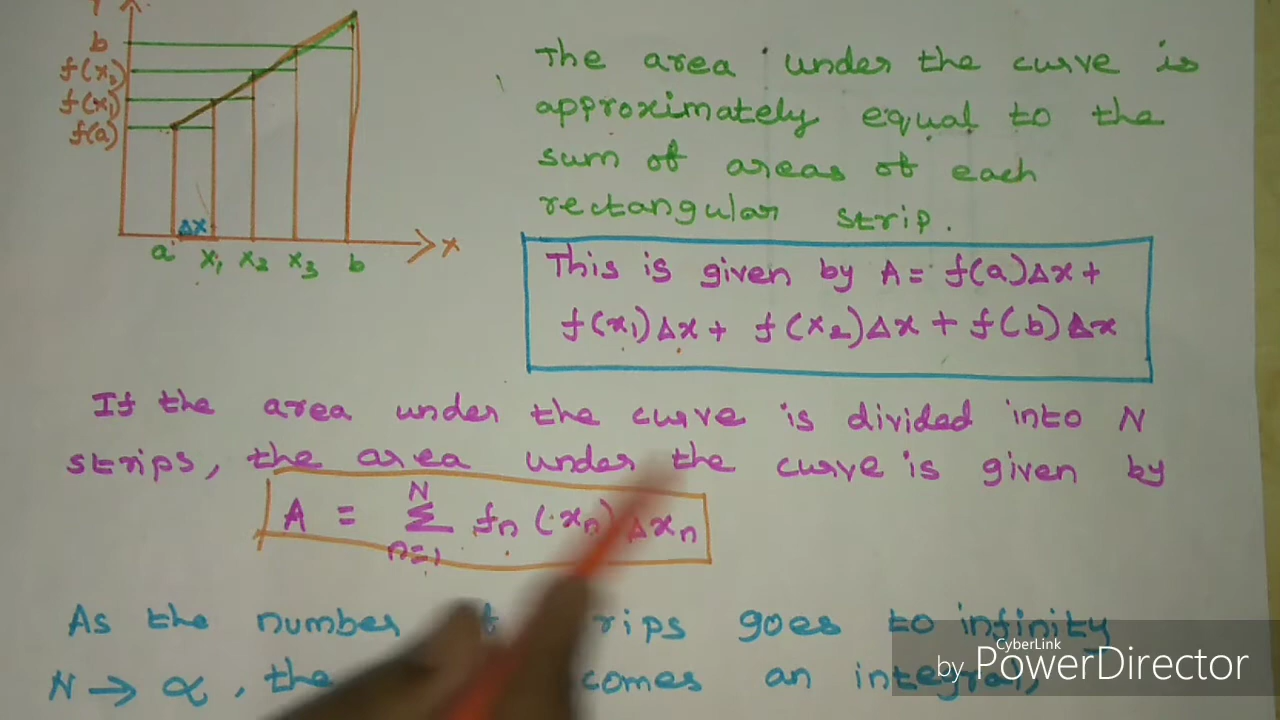 b
f(x₂)
f(x₁)
f(a)
Δx
x
a x₁ x₂ x₃ b
The area under the curve is
approximately equal to the
sum of areas of each
rectangular strip.
This is given by A = f(a)Δx +
f(x₁)Δx + f(x₂)Δx + f(b)Δx
If the area under the curve is divided into N
strips, the area under the curve is given by
A = Σ fₙ(xₙ)Δxₙ
N
n=1
As the number rips goes to infinity
N → ∝, the comes an integral,
CyberLink
by PowerDirector